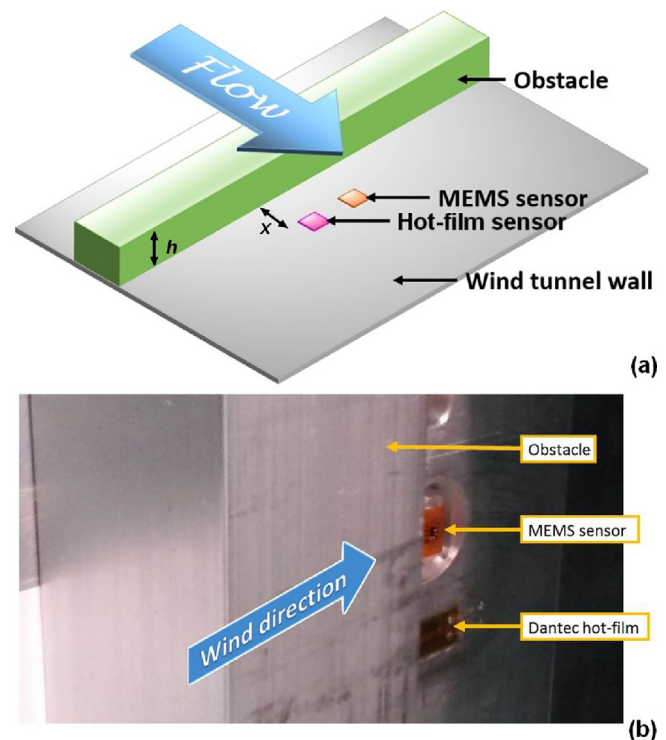 Flow
Obstacle
MEMS sensor
Hot-film sensor
x
h
Wind tunnel wall
(a)
Obstacle
MEMS sensor
Wind direction
Dantec hot-film
(b)